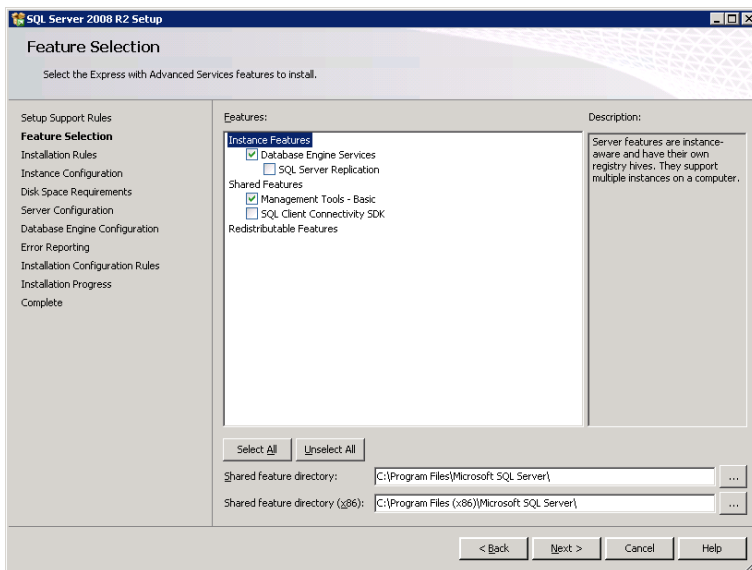 SQL Server 2008 R2 Setup
Feature Selection
Select the Express with Advanced Services features to install.
Setup Support Rules
Feature Selection
Installation Rules
Instance Configuration
Disk Space Requirements
Server Configuration
Database Engine Configuration
Error Reporting
Installation Configuration Rules
Installation Progress
Complete
Features:
Instance Features
Database Engine Services
SQL Server Replication
Shared Features
Management Tools - Basic
SQL Client Connectivity SDK
Redistributable Features
Description:
Server features are instance-
aware and have their own
registry hives. They support
multiple instances on a computer.
Select All
Unselect All
Shared feature directory:
C:\Program Files\Microsoft SQL Server\
...
Shared feature directory (x86):
C:\Program Files (x86)\Microsoft SQL Server\
...
< Back
Next >
Cancel
Help